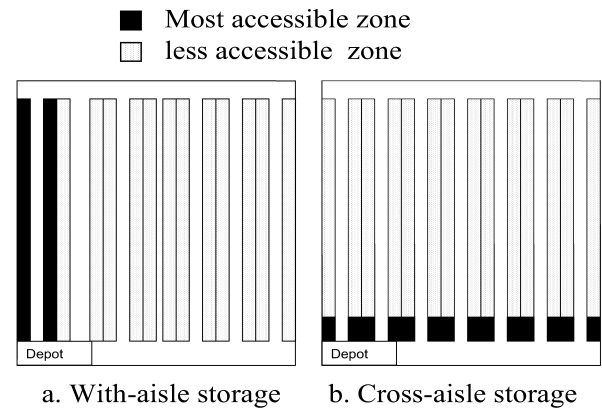 Most accessible zone
less accessible zone
Depot
Depot
a. With-aisle storage
b. Cross-aisle storage